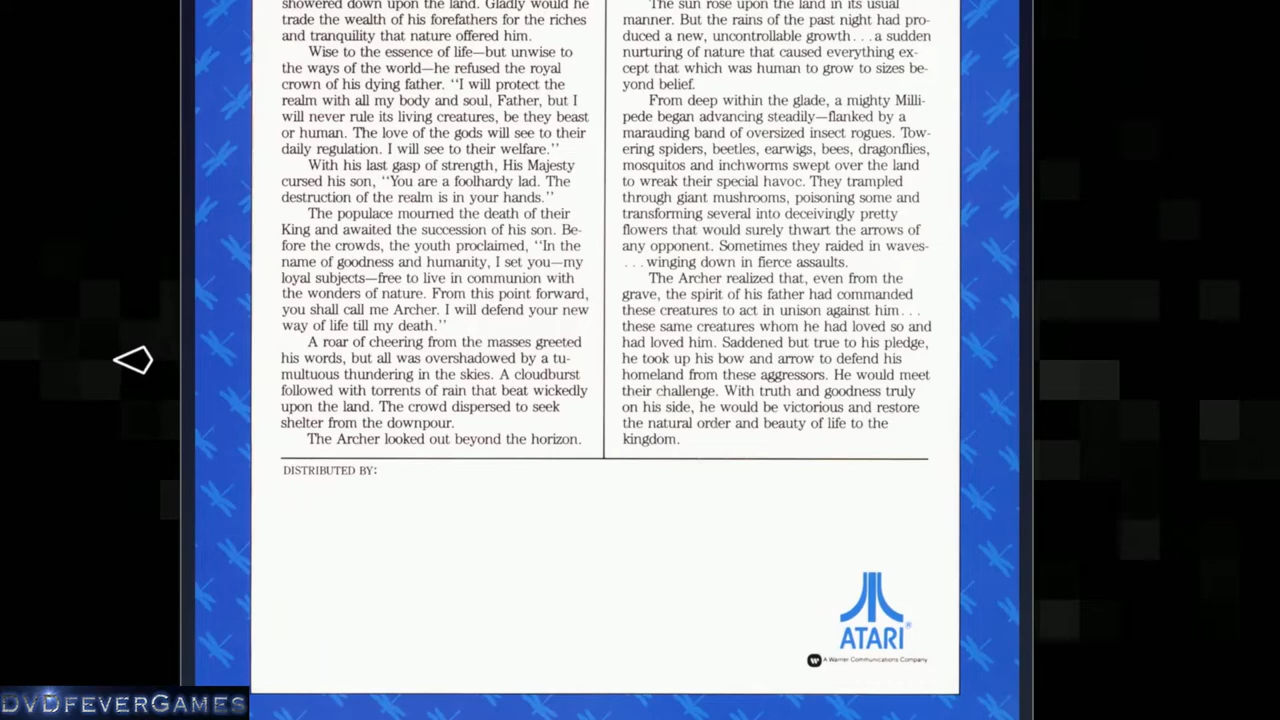 showered down upon the land. Gladly would he
trade the wealth of his forefathers for the riches
and tranquility that nature offered him.
Wise to the essence of life—but unwise to
the ways of the world—he refused the royal
crown of his dying father. “I will protect the
realm with all my body and soul, Father, but I
will never rule its living creatures, be they beast
or human. The love of the gods will see to their
daily regulation. I will see to their welfare.”
With his last gasp of strength, His Majesty
cursed his son, “You are a foolhardy lad. The
destruction of the realm is in your hands.”
The populace mourned the death of their
King and awaited the succession of his son. Be-
fore the crowds, the youth proclaimed, “In the
name of goodness and humanity, I set you—my
loyal subjects—free to live in communion with
the wonders of nature. From this point forward,
you shall call me Archer. I will defend your new
way of life till my death.”
A roar of cheering from the masses greeted
his words, but all was overshadowed by a tu-
multuous thundering in the skies. A cloudburst
followed with torrents of rain that beat wickedly
upon the land. The crowd dispersed to seek
shelter from the downpour.
The Archer looked out beyond the horizon.
The sun rose upon the land in its usual
manner. But the rains of the past night had pro-
duced a new, uncontrollable growth...a sudden
nurturing of nature that caused everything ex-
cept that which was human to grow to sizes be-
yond belief.
From deep within the glade, a mighty Milli-
pede began advancing steadily—flanked by a
marauding band of oversized insect rogues. Tow-
ering spiders, beetles, earwigs, bees, dragonflies,
mosquitos and inchworms swept over the land
to wreak their special havoc. They trampled
through giant mushrooms, poisoning some and
transforming several into deceivingly pretty
flowers that would surely thwart the arrows of
any opponent. Sometimes they raided in waves-
...winging down in fierce assaults.
The Archer realized that, even from the
grave, the spirit of his father had commanded
these creatures to act in unison against him...
these same creatures whom he had loved so and
had loved him. Saddened but true to his pledge,
he took up his bow and arrow to defend his
homeland from these aggressors. He would meet
their challenge. With truth and goodness truly
on his side, he would be victorious and restore
the natural order and beauty of life to the
kingdom.
DISTRIBUTED BY:
ATARI®
A Warner Communications Company
DVDFEVERGAMES